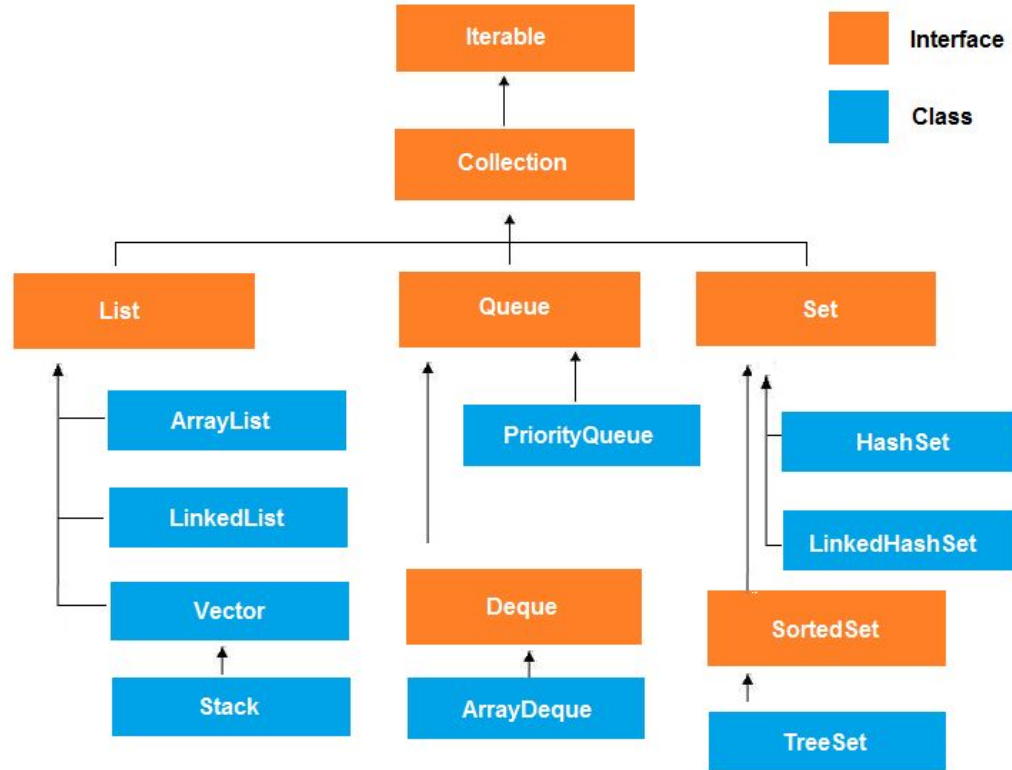 Iterable
Interface
Class
Collection
List
Queue
Set
ArrayList
PriorityQueue
HashSet
LinkedList
LinkedHashSet
Vector
Deque
SortedSet
Stack
ArrayDeque
TreeSet